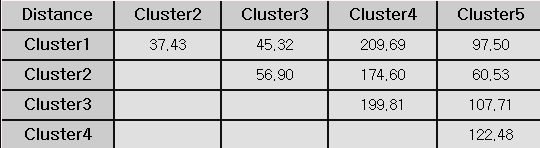 Distance Cluster2 Cluster3 Cluster4 Cluster5
Cluster1 37,43 45,32 209,69 97,50
Cluster2 56,90 174,60 60,53
Cluster3 199,81 107,71
Cluster4 122,48